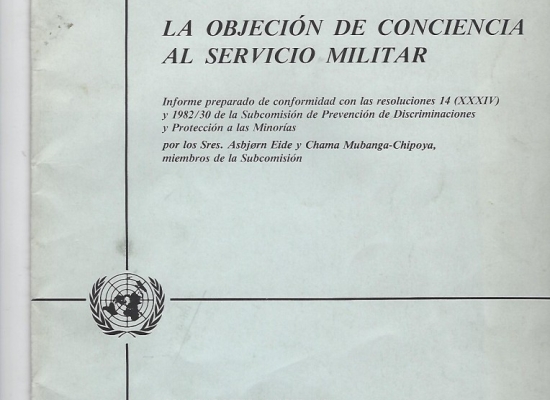 LA OBJECIÓN DE CONCIENCIA
AL SERVICIO MILITAR
Informe preparado de conformidad con las resoluciones 14 (XXXIV)
y 1982/30 de la Subcomisión de Prevención de Discriminaciones
y Protección a las Minorías
por los Sres. Asbjørn Eide y Chama Mubanga-Chipoya,
miembros de la Subcomisión